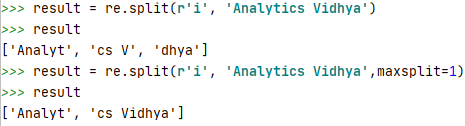 >>> result = re.split(r'i', 'Analytics Vidhya')
>>> result
['Analyt', 'cs V', 'dhya']
>>> result = re.split(r'i', 'Analytics Vidhya',maxsplit=1)
>>> result
['Analyt', 'cs Vidhya']